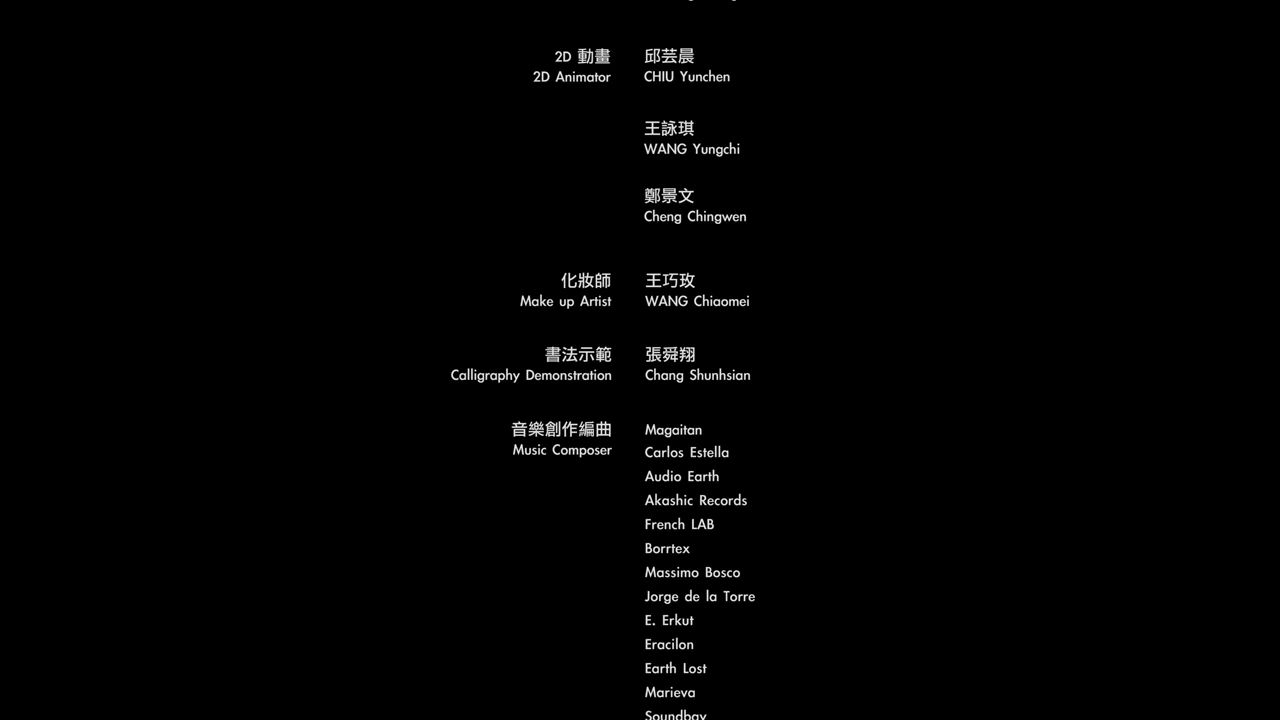 2D 動畫 邱芸晨
2D Animator CHIU Yunchen
王詠琪
WANG Yungchi
鄭景文
Cheng Chingwen
化妝師 王巧玫
Make up Artist WANG Chiaomei
書法示範 張舜翔
Calligraphy Demonstration Chang Shunhsian
音樂創作編曲 Magaitan
Music Composer Carlos Estella
Audio Earth
Akashic Records
French LAB
Borrtex
Massimo Bosco
Jorge de la Torre
E. Erkut
Eracilon
Earth Lost
Marieva
Soundbay